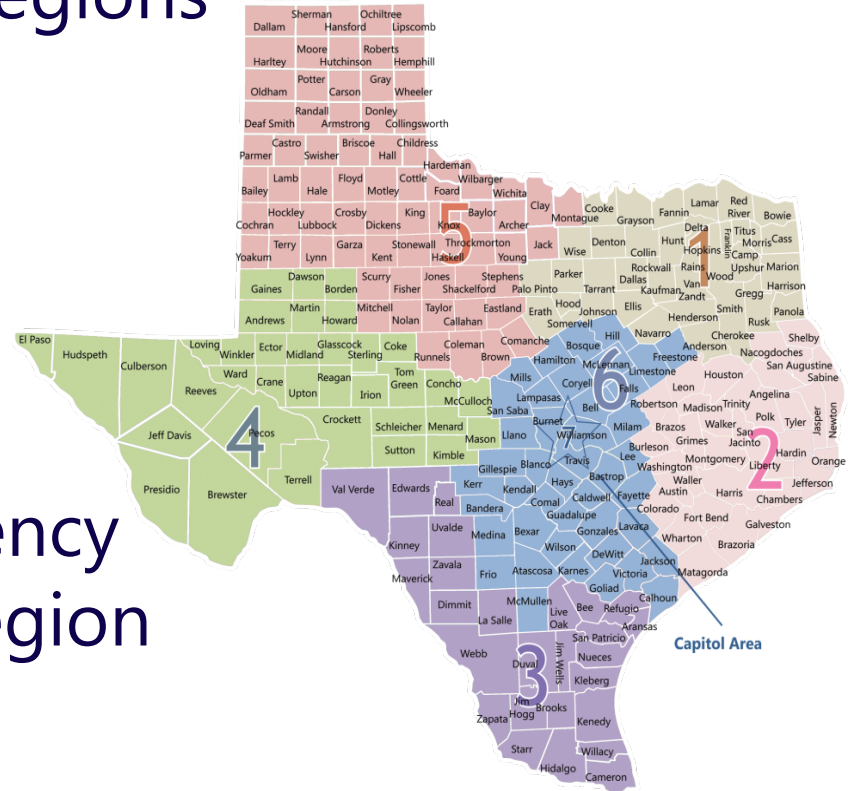 egions
Sherman Ochiltree
Dallam Hansford Lipscomb
Moore Roberts
Hartley Hutchinson Hemphill
Potter Gray
Oldham Carson Wheeler
Randall Donley
Deaf Smith Armstrong Collingsworth
Castro Briscoe Childress
Parmer Swisher Hall
Hardeman
Lamb Floyd Cottle Wilbarger
Bailey Hale Motley Foard Wichita
Hockley Crosby King Baylor Clay Montague Cooke Grayson Fannin Lamar Red River Bowie
Cochran Lubbock Dickens Knox 5 Archer
Terry Garza Stonewall Throckmorton Jack Wise Denton Collin Hunt Delta Hopkins Franklin Titus Morris Cass 1
Yoakum Lynn Kent Haskell Young
Rockwall Rains Wood Camp Upshur Marion
Dawson Scurry Jones Stephens Parker Dallas Van Zandt Harrison
Gaines Borden Fisher Shackelford Palo Pinto Tarrant Kaufman Gregg
Martin Mitchell Taylor Eastland Erath Hood Johnson Ellis Smith Panola
Andrews Howard Nolan Callahan Somervell Henderson Rusk
El Paso Hudspeth Culberson Loving Winkler Ector Midland Glasscock Sterling Coke Runnels Coleman Brown Comanche
Bosque Hill Navarro Anderson Cherokee Nacogdoches Shelby
Hamilton McLennan Limestone Freestone San Augustine Sabine
Reeves Ward Crane Upton Reagan Irion Tom Green Concho McCulloch
Mills Coryell 6 Falls Leon Houston Angelina
Lampasas Bell Robertson Madison Trinity Polk Tyler Jasper Newton
San Saba Burnet Milam Brazos Walker San Jacinto
Jeff Davis 4 Pecos Crockett Schleicher Menard Mason Llano Williamson 7 Burleson Grimes 2 Hardin
Sutton Kimble Blanco Travis Lee Washington Montgomery Liberty Orange
Presidio Brewster Terrell Gillespie Hays Bastrop Waller Jefferson
Val Verde Edwards Kerr Kendall Caldwell Fayette Austin Harris Chambers
Real Bandera Comal Guadalupe Colorado Fort Bend Galveston
ency
Kinney Uvalde Medina Bexar Gonzales Lavaca Wharton Brazoria
Wilson DeWitt
Maverick Zavala Frio Atascosa Karnes Victoria Jackson Matagorda
Goliad Calhoun
Dimmit La Salle McMullen Live Oak Bee Refugio
Aransas
egion
San Patricio
Capitol Area
Webb Duval Jim Wells Nueces
3 Kleberg
Zapata Jim Hogg Brooks Kenedy
Starr Willacy
Hidalgo Cameron